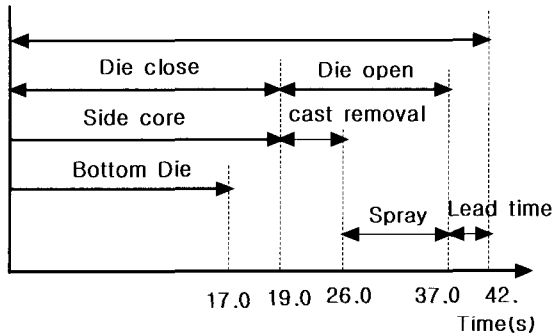 Die close Die open
Side core cast removal
Bottom Die
Spray Lead time
17.0 19.0 26.0 37.0 42.
Time(s)